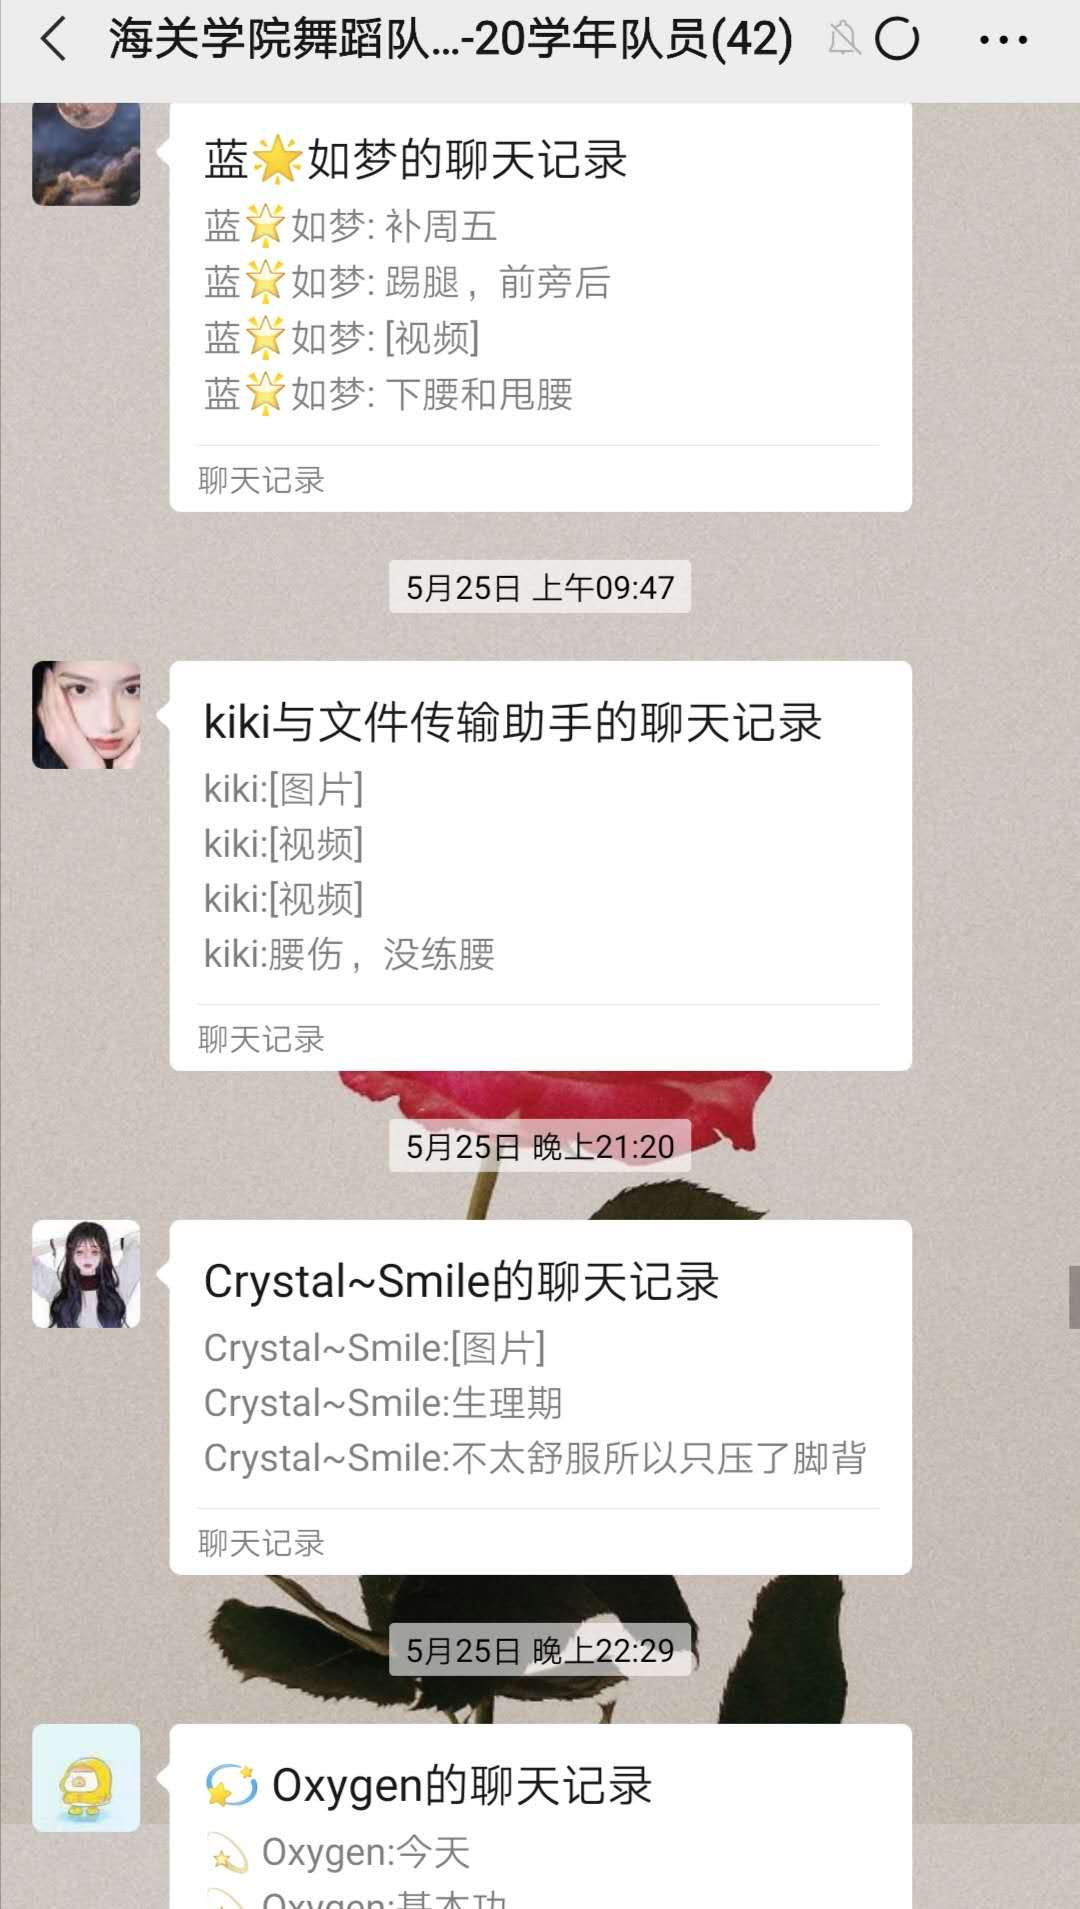 海关学院舞蹈队...-20学年队员(42)
蓝🌟如梦的聊天记录
蓝🌟如梦: 补周五
蓝🌟如梦: 踢腿，前旁后
蓝🌟如梦: [视频]
蓝🌟如梦: 下腰和甩腰
聊天记录
5月25日 上午09:47
kiki与文件传输助手的聊天记录
kiki:[图片]
kiki:[视频]
kiki:[视频]
kiki:腰伤，没练腰
聊天记录
5月25日 晚上21:20
Crystal~Smile的聊天记录
Crystal~Smile:[图片]
Crystal~Smile:生理期
Crystal~Smile:不太舒服所以只压了脚背
聊天记录
5月25日 晚上22:29
💫 Oxygen的聊天记录
💫 Oxygen:今天
💫 Oxygen:基本功